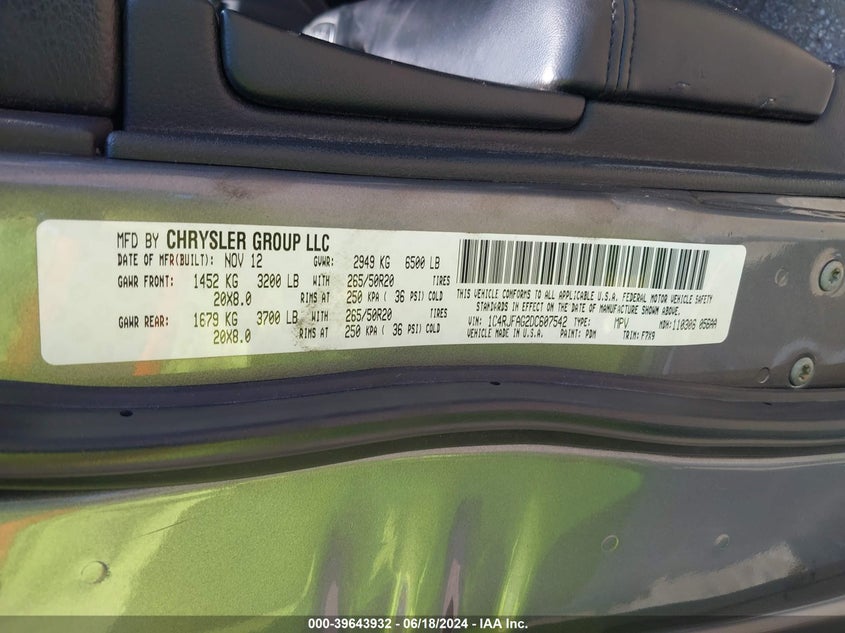 MFD BY CHRYSLER GROUP LLC
DATE OF MFR(BUILT): NOV 12 GVWR: 2949 KG 6500 LB
GAWR FRONT: 1452 KG 3200 LB WITH 265/50R20 TIRES
20X8.0 RIMS AT 250 KPA ( 36 PSI) COLD
GAWR REAR: 1679 KG 3700 LB WITH 265/50R20 TIRES
20X8.0 RIMS AT 250 KPA ( 36 PSI) COLD
THIS VEHICLE CONFORMS TO ALL APPLICABLE U.S.A. FEDERAL MOTOR VEHICLE SAFETY
STANDARDS IN EFFECT ON THE DATE OF MANUFACTURE SHOWN ABOVE.
VIN: 1C4RJFAG2DC607542 TYPE: MPV MDH: 110306 056AA
VEHICLE MADE IN U.S.A. PAINT: PDM TRIM: F7X9
000-39643932 - 06/18/2024 - IAA, Inc.